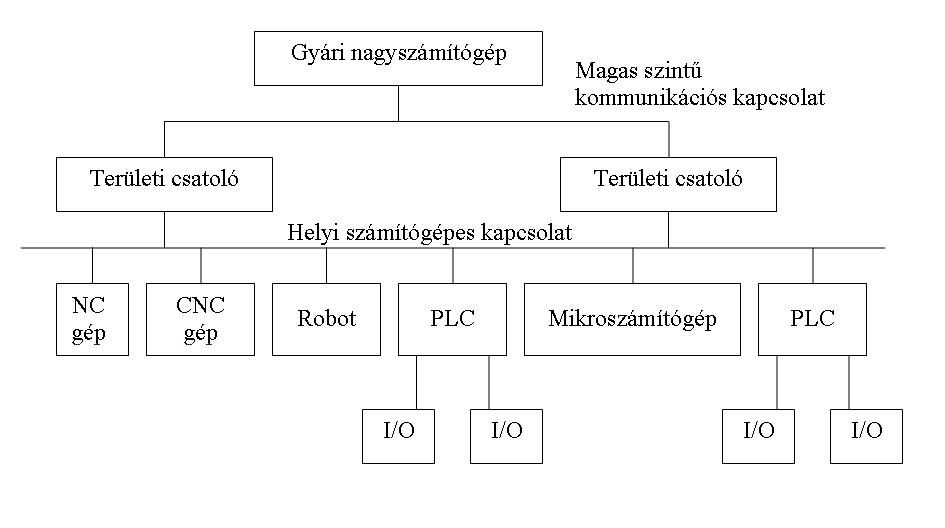 Gyári nagyszámítógép
Magas szintű
kommunikációs kapcsolat
Területi csatoló
Területi csatoló
Helyi számítógépes kapcsolat
NC
gép
CNC
gép
Robot
PLC
Mikroszámítógép
PLC
I/O
I/O
I/O
I/O